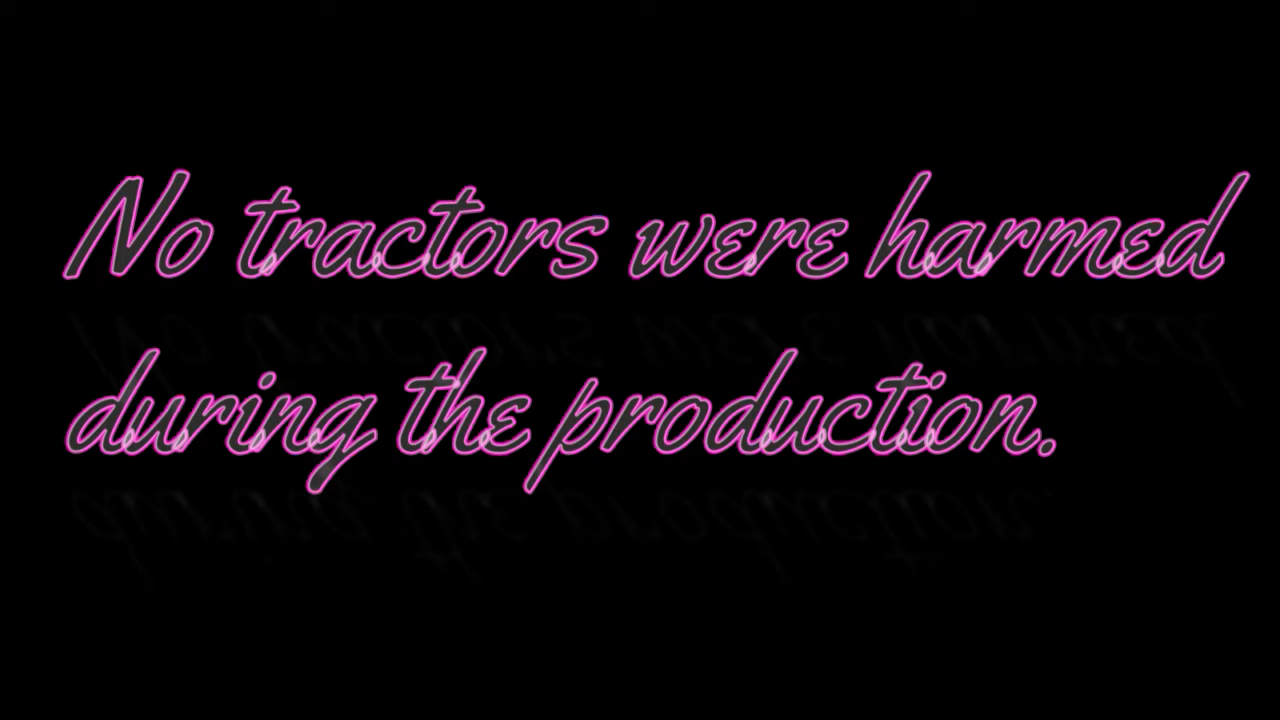 No tractors were harmed
during the production.